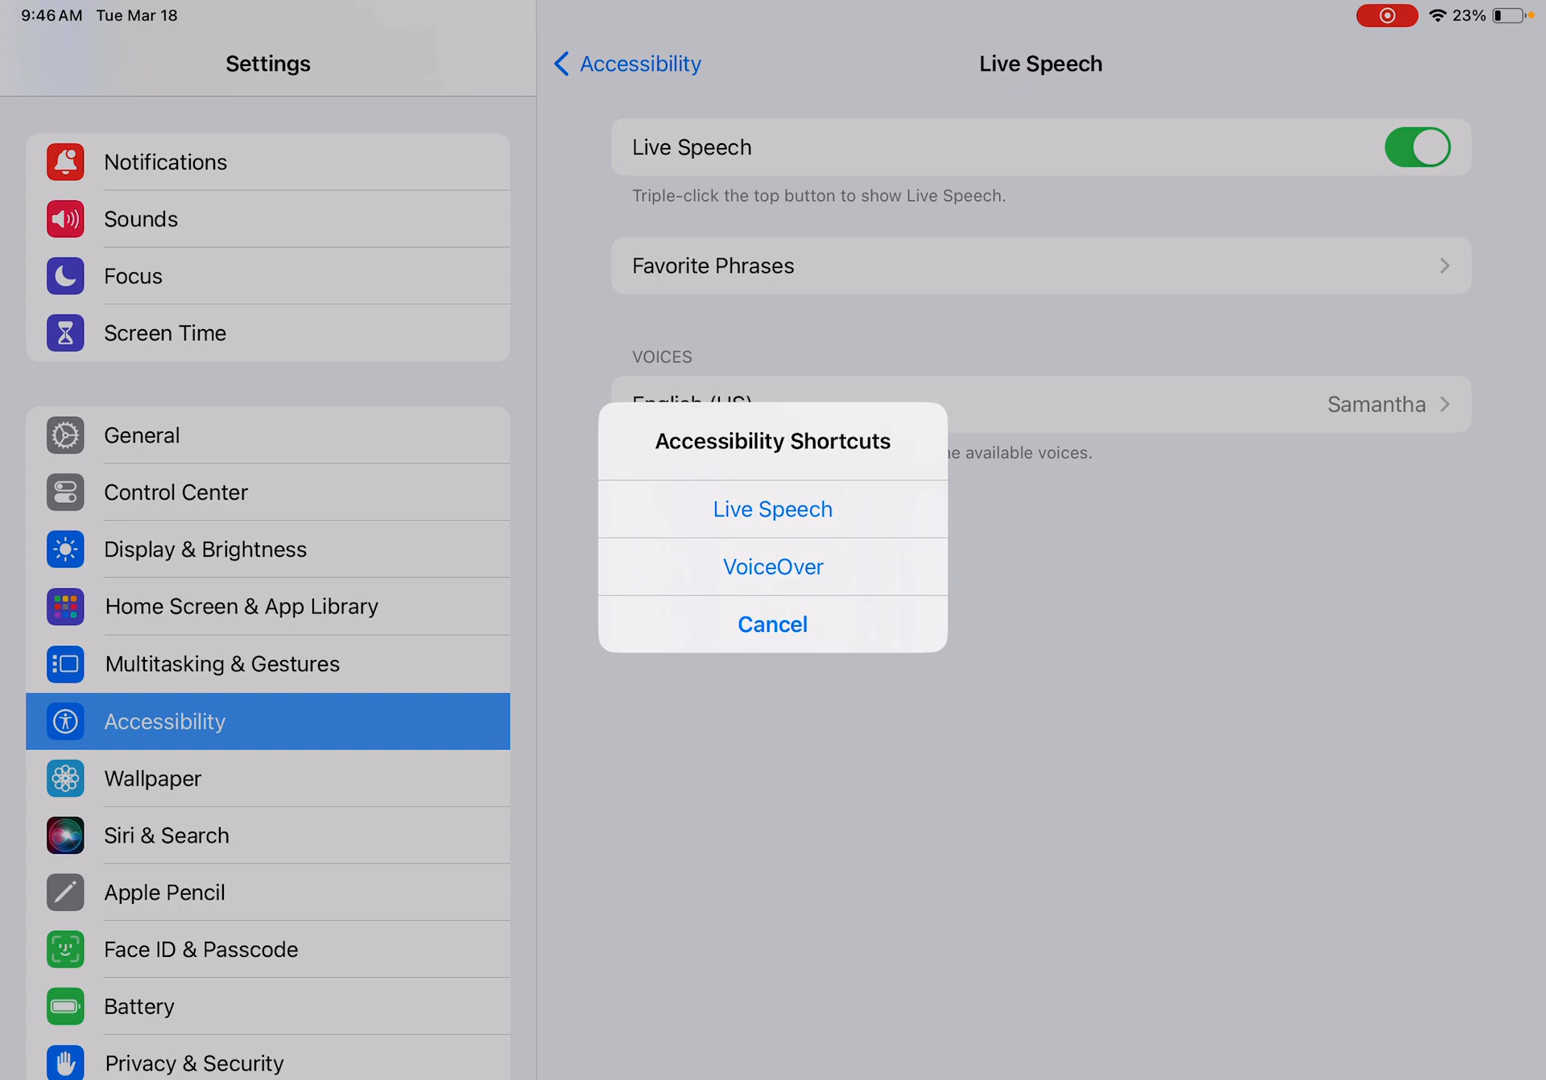 9:46 AM Tue Mar 18
23%
Settings
Notifications
Sounds
Focus
Screen Time
General
Control Center
Display & Brightness
Home Screen & App Library
Multitasking & Gestures
Accessibility
Wallpaper
Siri & Search
Apple Pencil
Face ID & Passcode
Battery
Privacy & Security
Accessibility
Live Speech
Live Speech
Triple-click the top button to show Live Speech.
Favorite Phrases
VOICES
English (US) Samantha
available voices.
Accessibility Shortcuts
Live Speech
VoiceOver
Cancel